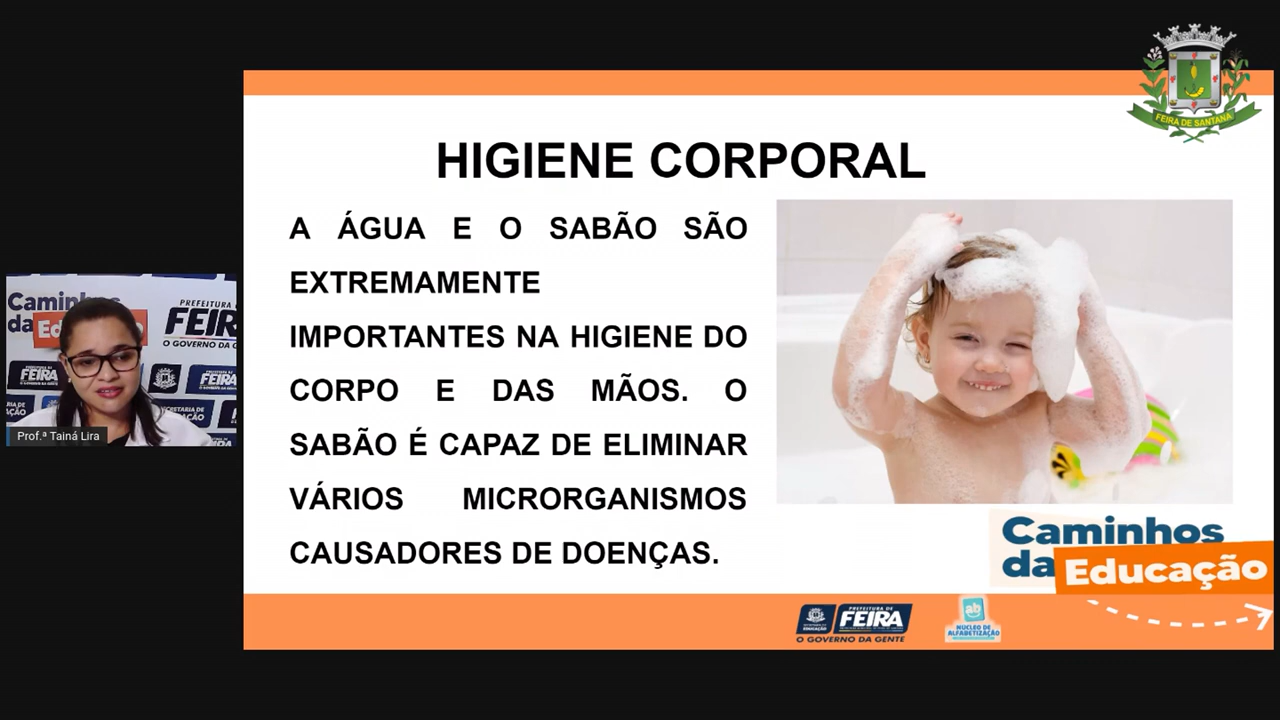 FEIRA DE SANTANA
HIGIENE CORPORAL
A ÁGUA E O SABÃO SÃO
EXTREMAMENTE
IMPORTANTES NA HIGIENE DO
CORPO E DAS MÃOS. O
SABÃO É CAPAZ DE ELIMINAR
VÁRIOS MICRORGANISMOS
CAUSADORES DE DOENÇAS.
Caminhos
da Educação
PREFEITURA
FEIRA
O GOVERNO DA G
Prof.ª Tainá Lira
Caminhos
da Educação
EDUCAÇÃO
PREFEITURA DE
FEIRA
O GOVERNO DA GENTE
ab
NÚCLEO DE
ALFABETIZAÇÃO